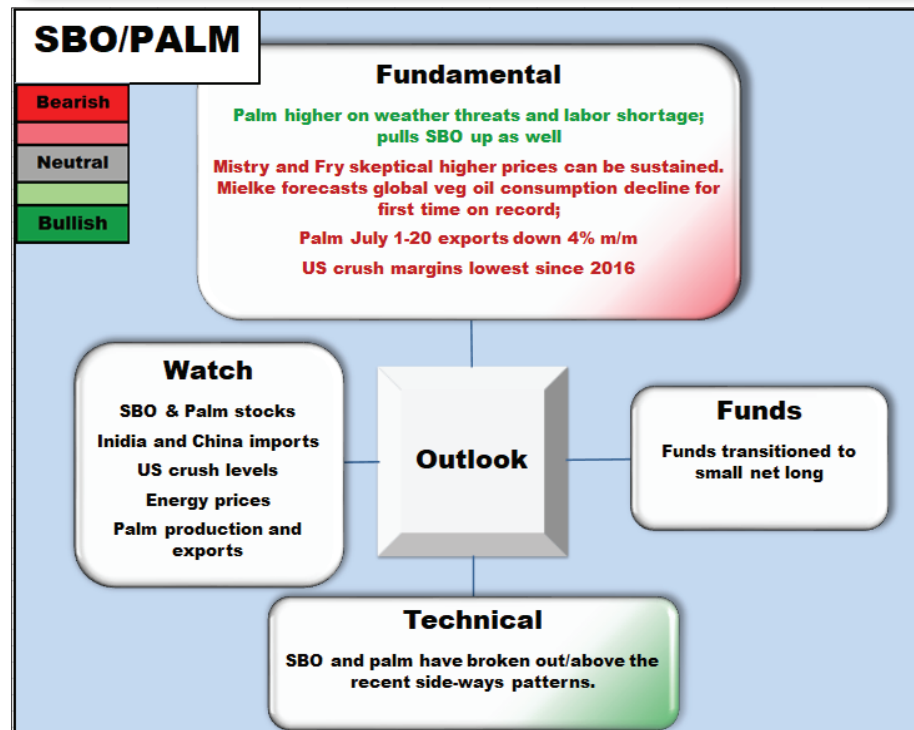 SBO/PALM
Bearish
Neutral
Bullish
Fundamental
Palm higher on weather threats and labor shortage;
pulls SBO up as well
Mistry and Fry skeptical higher prices can be sustained.
Mielke forecasts global veg oil consumption decline for
first time on record;
Palm July 1-20 exports down 4% m/m
US crush margins lowest since 2016
Watch
SBO & Palm stocks
Inidia and China imports
US crush levels
Energy prices
Palm production and
exports
Outlook
Funds
Funds transitioned to
small net long
Technical
SBO and palm have broken out/above the
recent side-ways patterns.